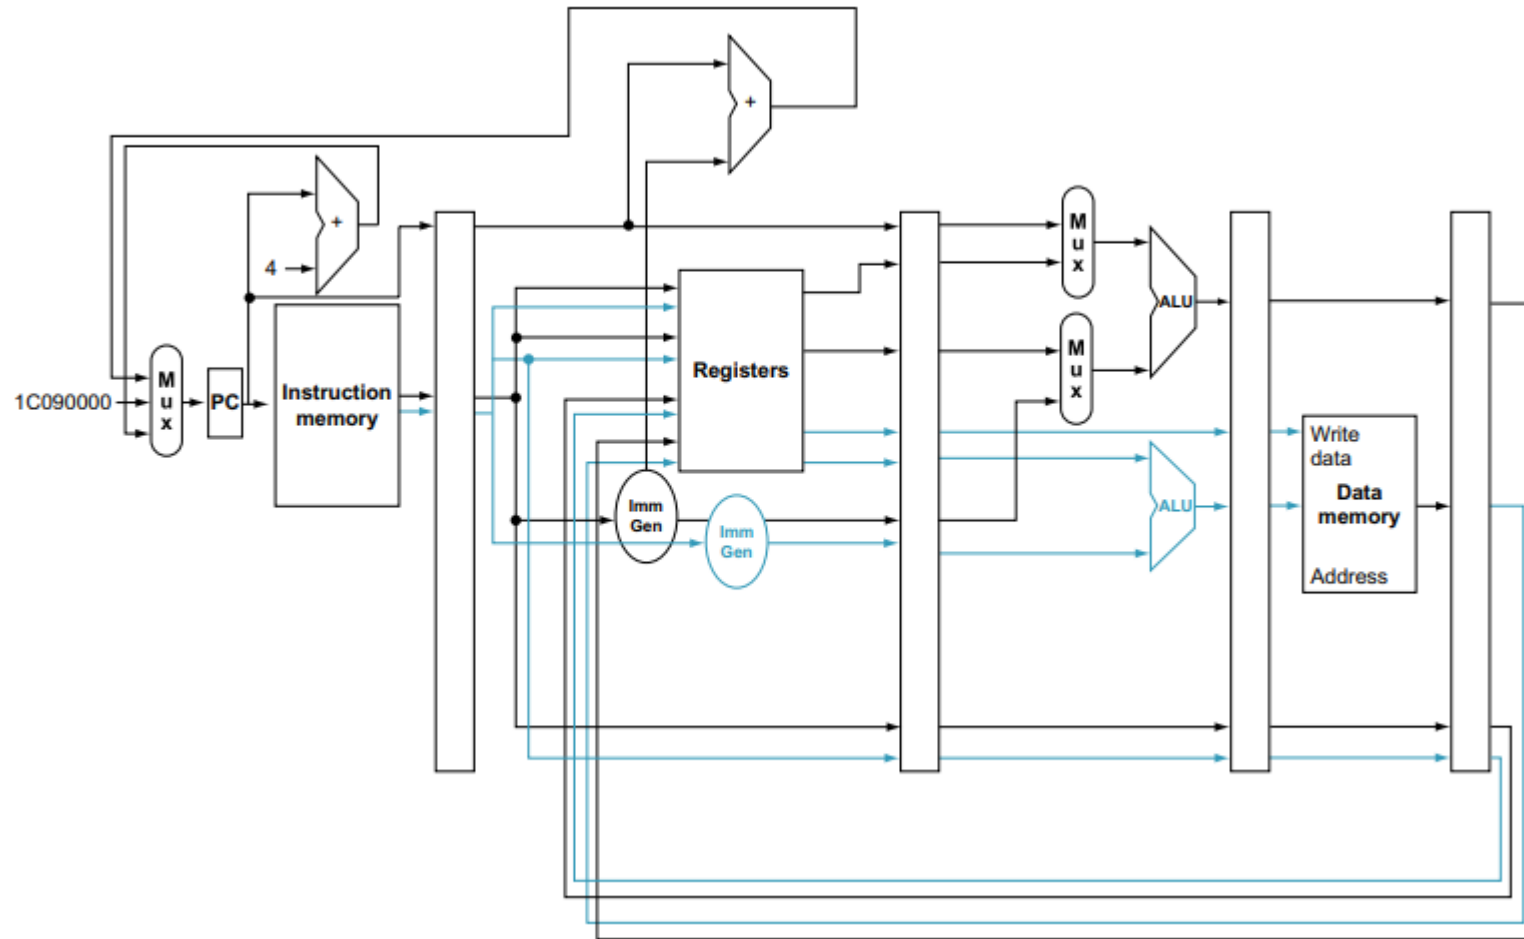 +
+
4
M
u
x
ALU
M
u
x
Registers
M
u
x
1C090000
PC
Instruction
memory
Write
data
Data
memory
Address
Imm
Gen
Imm
Gen
ALU